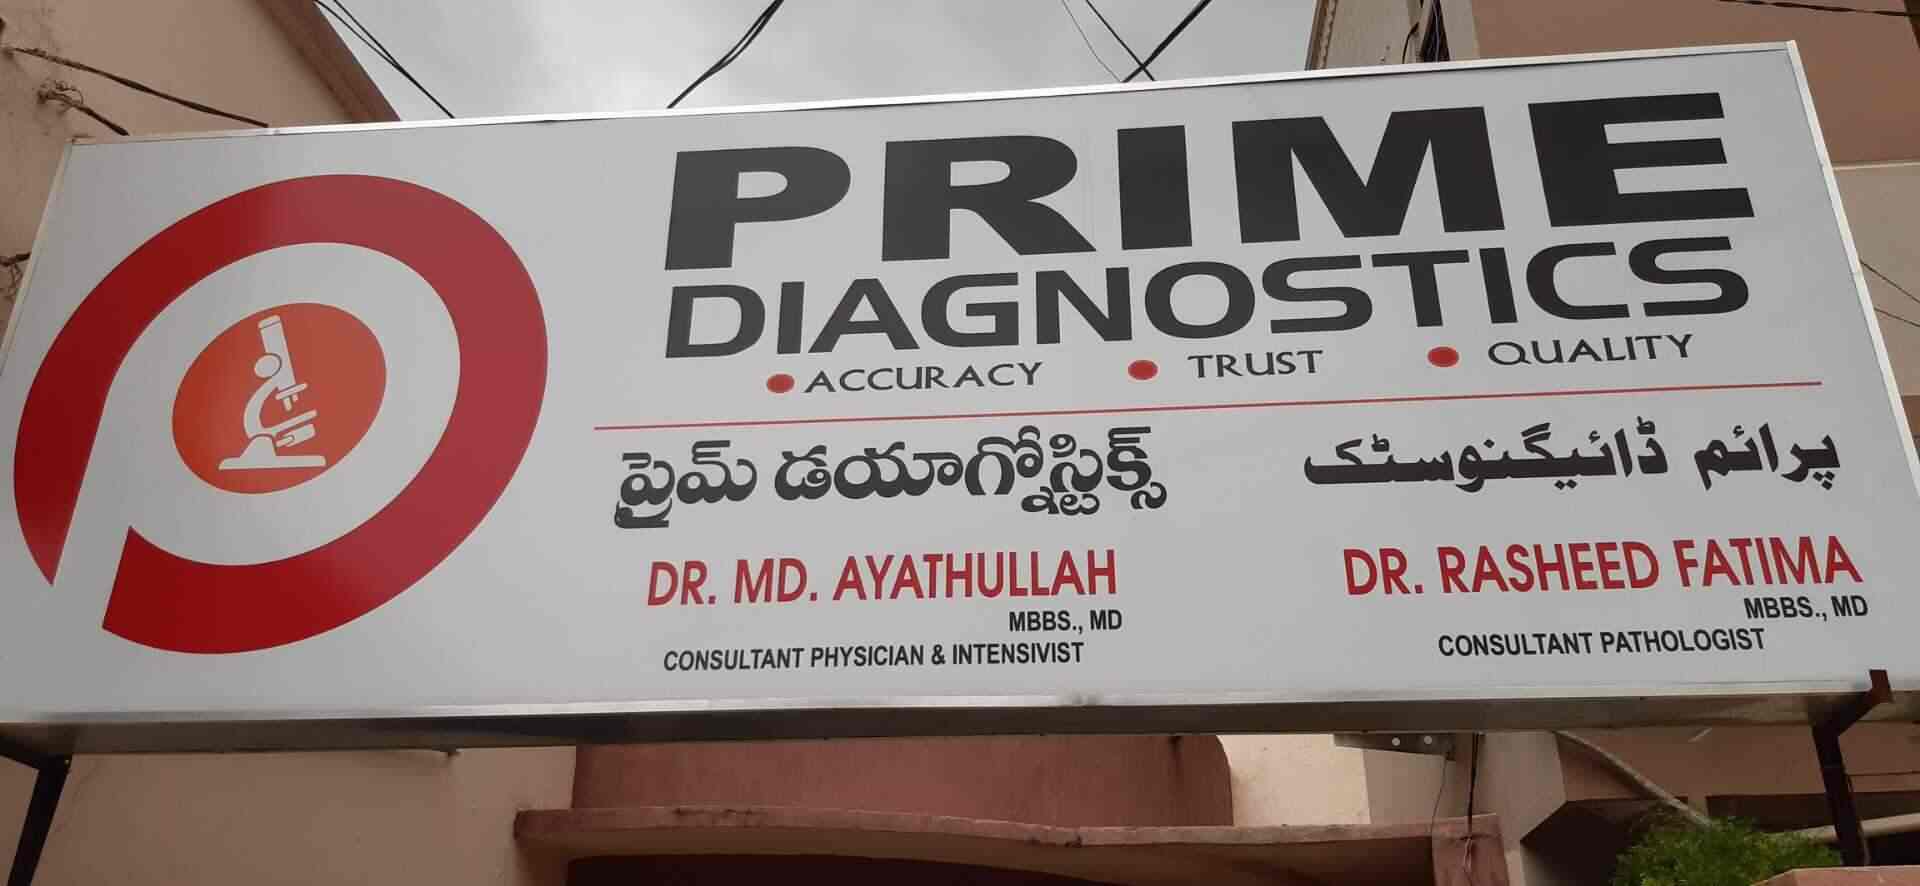 PRIME
DIAGNOSTICS
• ACCURACY • TRUST • QUALITY
ప్రైమ్ డయాగ్నోస్టిక్స్
پرائم ڈائیگنوسٹک
DR. MD. AYATHULLAH
MBBS., MD
CONSULTANT PHYSICIAN & INTENSIVIST
DR. RASHEED FATIMA
MBBS., MD
CONSULTANT PATHOLOGIST